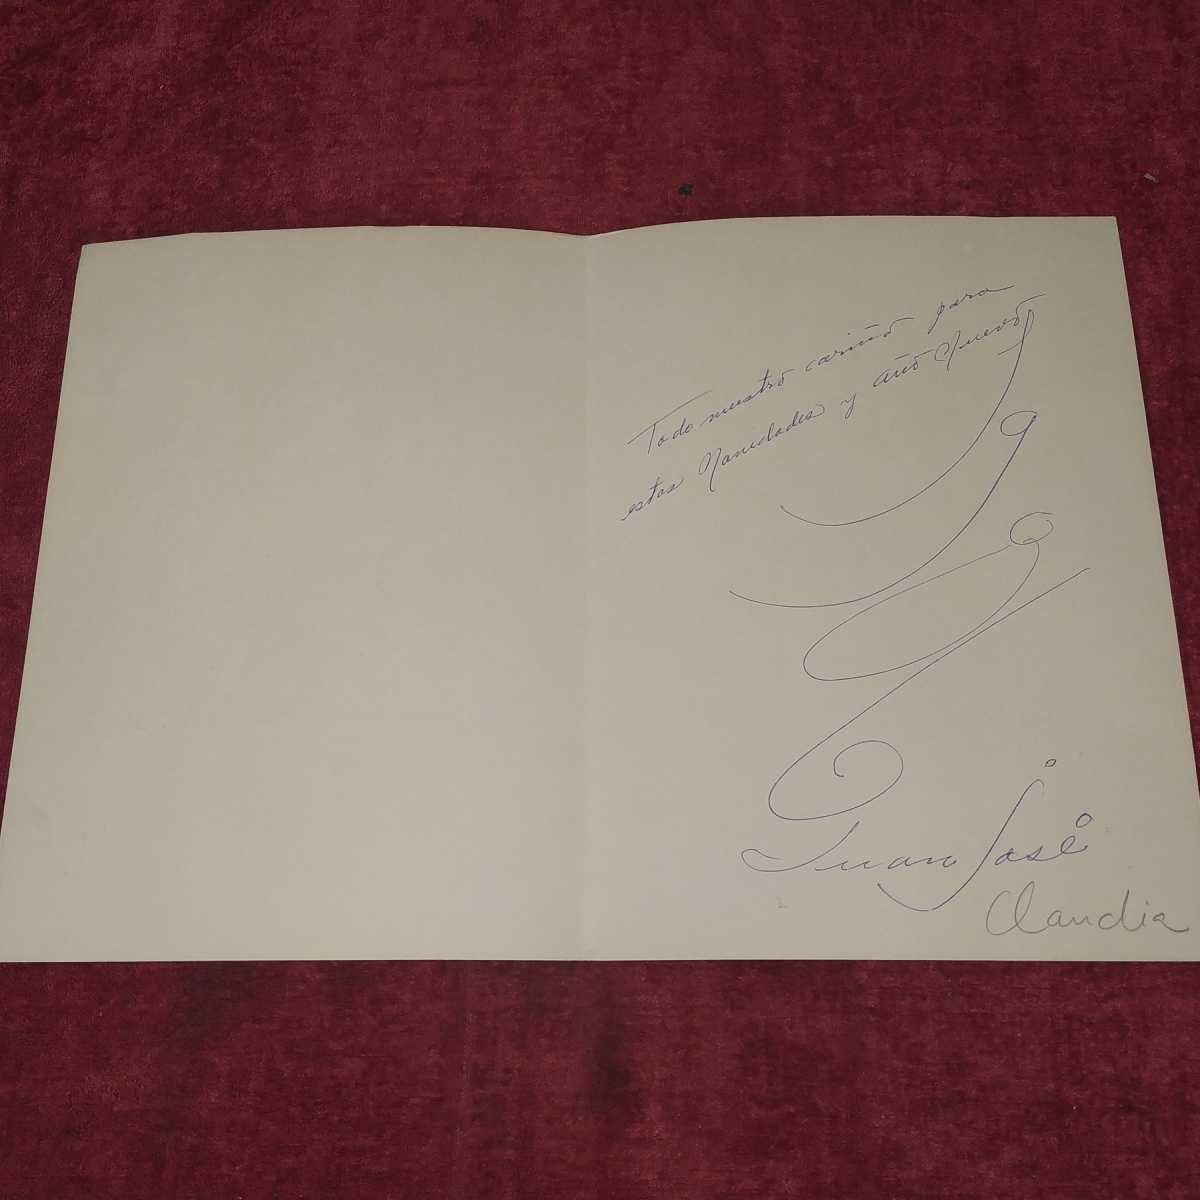 Todo nuestro cariño para
estas Navidades y año Nuevo
Juan José
Claudia